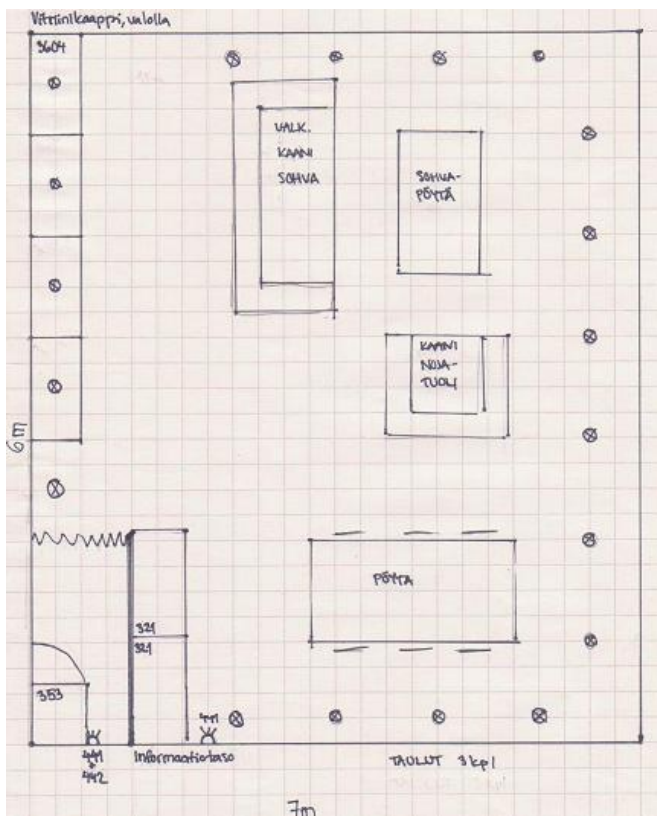 Vitriinikaappi, valolla
3604
VALK.
KAANI
SOHVA
SOHVA-
PÖYTÄ
KAANI
NOJA-
TUOLI
6m
PÖYTA
321
321
353
441
+
442
441
Informaatiotaso
TAULUT 3kpl
7m